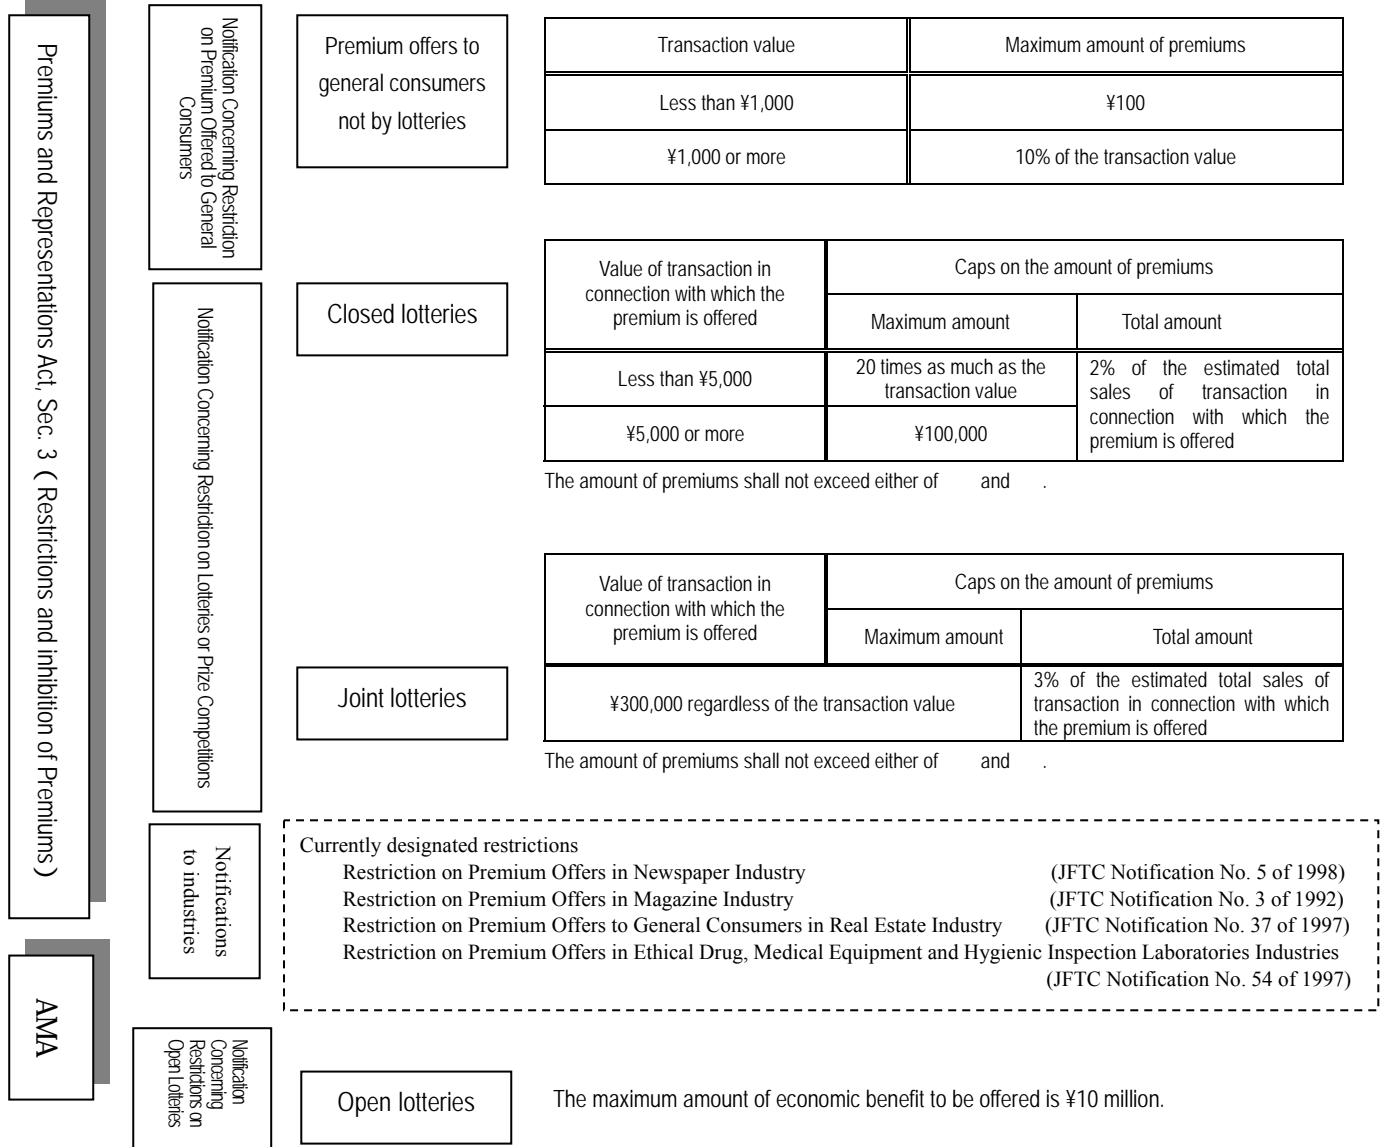 Premiums and Representations Act, Sec. 3 ( Restrictions and inhibition of Premiums )
Notification Concerning Restriction
on Premium Offered to General
Consumers
Premium offers to
general consumers
not by lotteries
Transaction value
Maximum amount of premiums
Less than ¥1,000
¥100
¥1,000 or more
10% of the transaction value
Notification Concerning Restriction on Lotteries or Prize Competitions
Closed lotteries
Value of transaction in
connection with which the
premium is offered
Caps on the amount of premiums
Maximum amount
Total amount
Less than ¥5,000
20 times as much as the
transaction value
2% of the estimated total
sales of transaction in
connection with which the
premium is offered
¥5,000 or more
¥100,000
The amount of premiums shall not exceed either of and .
Joint lotteries
Value of transaction in
connection with which the
premium is offered
Caps on the amount of premiums
Maximum amount
Total amount
¥300,000 regardless of the transaction value
3% of the estimated total sales of
transaction in connection with which
the premium is offered
The amount of premiums shall not exceed either of and .
Notifications
to industries
Currently designated restrictions
Restriction on Premium Offers in Newspaper Industry (JFTC Notification No. 5 of 1998)
Restriction on Premium Offers in Magazine Industry (JFTC Notification No. 3 of 1992)
Restriction on Premium Offers to General Consumers in Real Estate Industry (JFTC Notification No. 37 of 1997)
Restriction on Premium Offers in Ethical Drug, Medical Equipment and Hygienic Inspection Laboratories Industries
(JFTC Notification No. 54 of 1997)
AMA
Notification
Concerning
Restrictions on
Open Lotteries
Open lotteries
The maximum amount of economic benefit to be offered is ¥10 million.